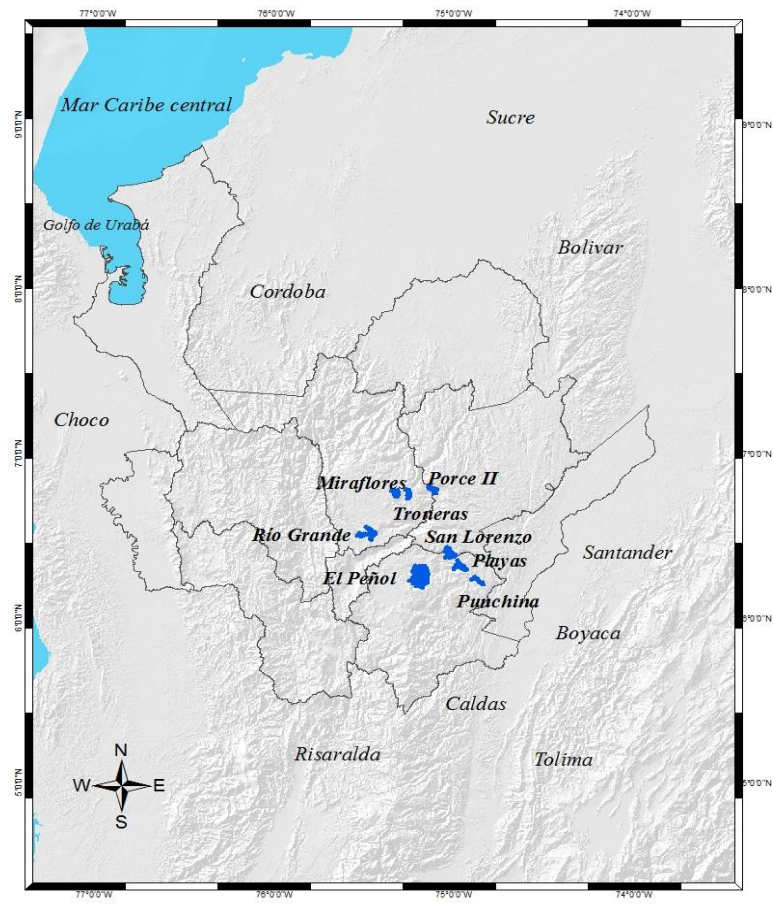 77°0'0"W 76°0'0"W 75°0'0"W 74°0'0"W
Mar Caribe central
9°0'0"N
Sucre
9°0'0"N
Golfo de Urabá
Bolivar
8°0'0"N
Cordoba
8°0'0"N
Choco
7°0'0"N
7°0'0"N
Miraflores
Porce II
Troneras
Río Grande
San Lorenzo
Santander
Playas
El Peñol
Punchina
6°0'0"N
6°0'0"N
Boyaca
Caldas
Risaralda
Tolima
N
W E
S
5°0'0"N
5°0'0"N
77°0'0"W 76°0'0"W 75°0'0"W 74°0'0"W